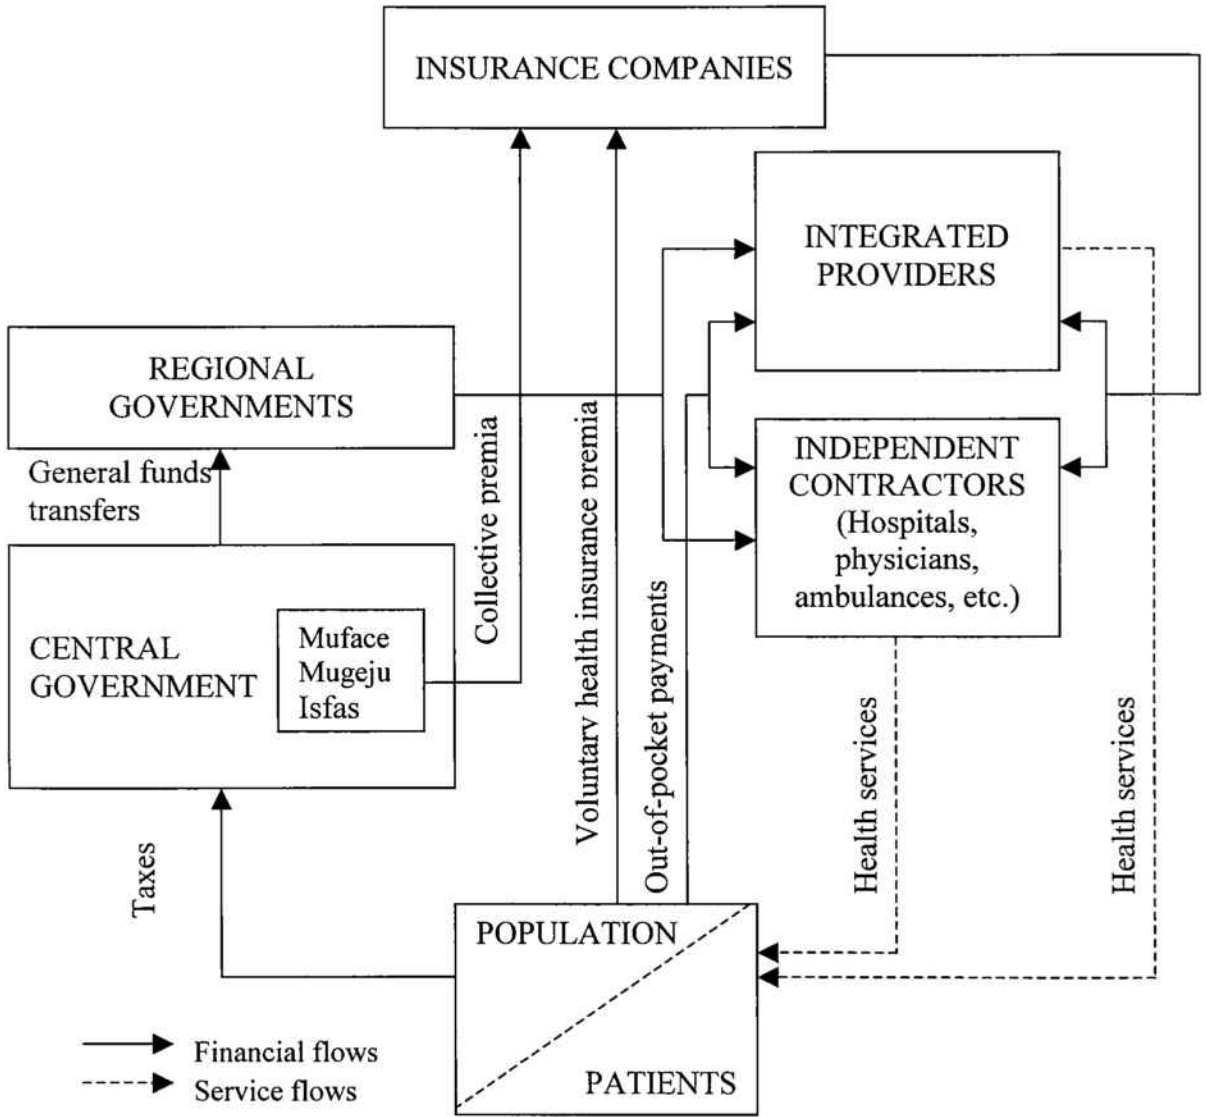 INSURANCE COMPANIES
INTEGRATED
PROVIDERS
REGIONAL
GOVERNMENTS
General funds
transfers
Collective premia
Voluntary health insurance premia
Out-of-pocket payments
INDEPENDENT
CONTRACTORS
(Hospitals,
physicians,
ambulances, etc.)
CENTRAL
GOVERNMENT
Muface
Mugeju
Isfas
Health services
Health services
Taxes
POPULATION
PATIENTS
Financial flows
Service flows